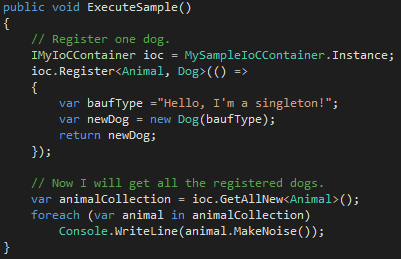 public void ExecuteSample()
{
    // Register one dog.
    IMyIoCContainer ioc = MySampleIoCContainer.Instance;
    ioc.Register<Animal, Dog>(() =>
    {
        var baufType ="Hello, I'm a singleton!";
        var newDog = new Dog(baufType);
        return newDog;
    });

    // Now I will get all the registered dogs.
    var animalCollection = ioc.GetAllNew<Animal>();
    foreach (var animal in animalCollection)
        Console.WriteLine(animal.MakeNoise());
}